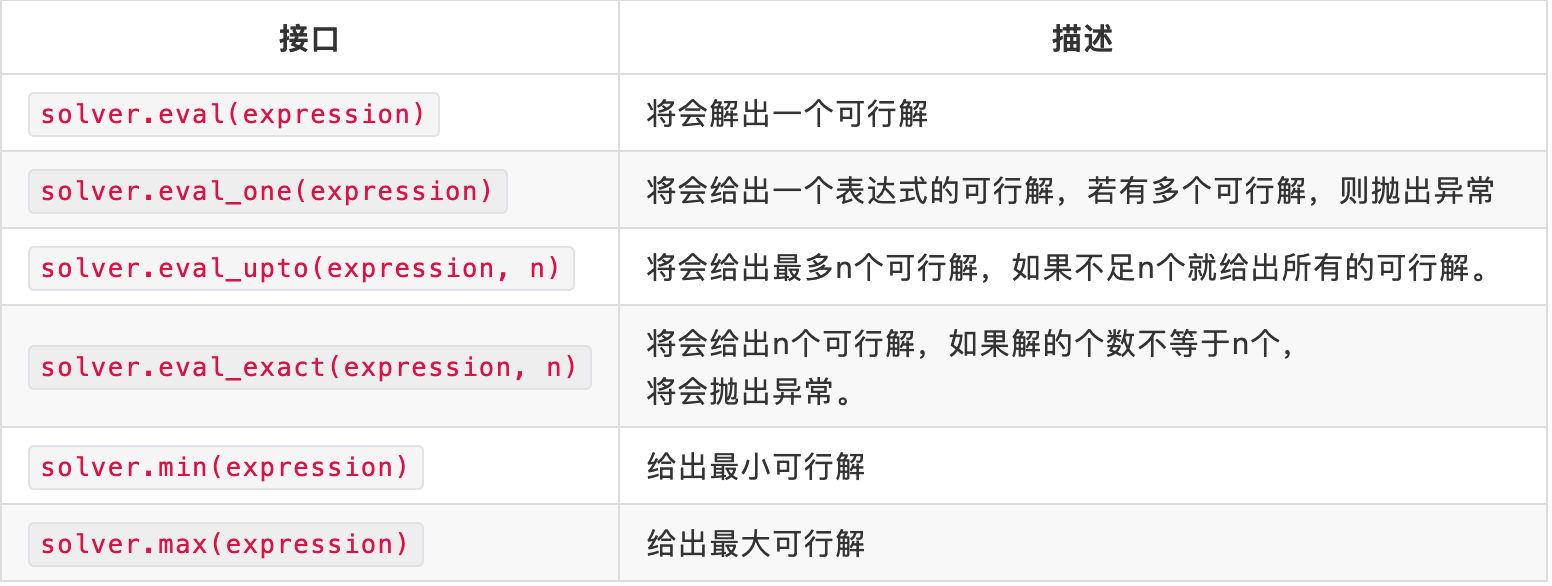 接口 描述
solver.eval(expression) 将会解出一个可行解
solver.eval_one(expression) 将会给出一个表达式的可行解，若有多个可行解，则抛出异常
solver.eval_upto(expression, n) 将会给出最多n个可行解，如果不足n个就给出所有的可行解。
solver.eval_exact(expression, n) 将会给出n个可行解，如果解的个数不等于n个，
将会抛出异常。
solver.min(expression) 给出最小可行解
solver.max(expression) 给出最大可行解